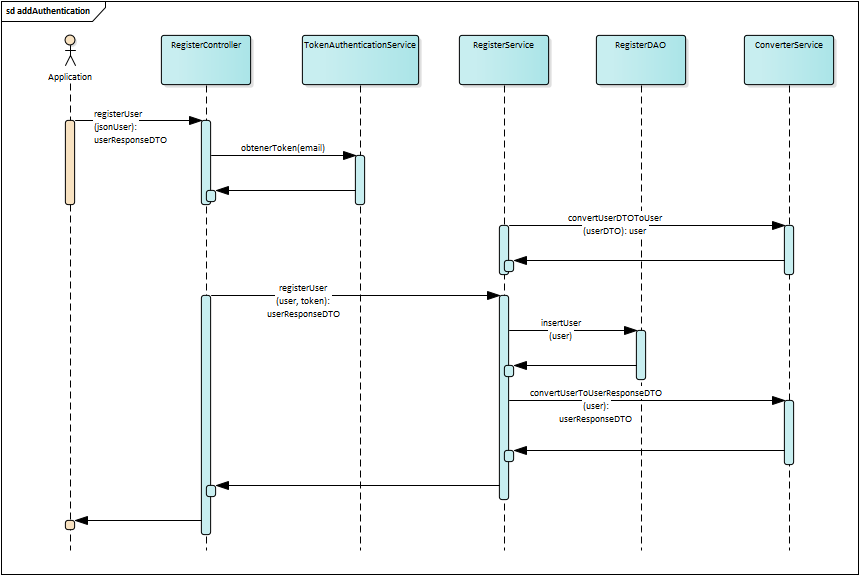 sd addAuthentication
RegisterController
TokenAuthenticationService
RegisterService
RegisterDAO
ConverterService
Application
registerUser
(jsonUser):
userResponseDTO
obtenerToken(email)
convertUserDTOToUser
(userDTO): user
registerUser
(user, token):
userResponseDTO
insertUser
(user)
convertUserToUserResponseDTO
(user):
userResponseDTO